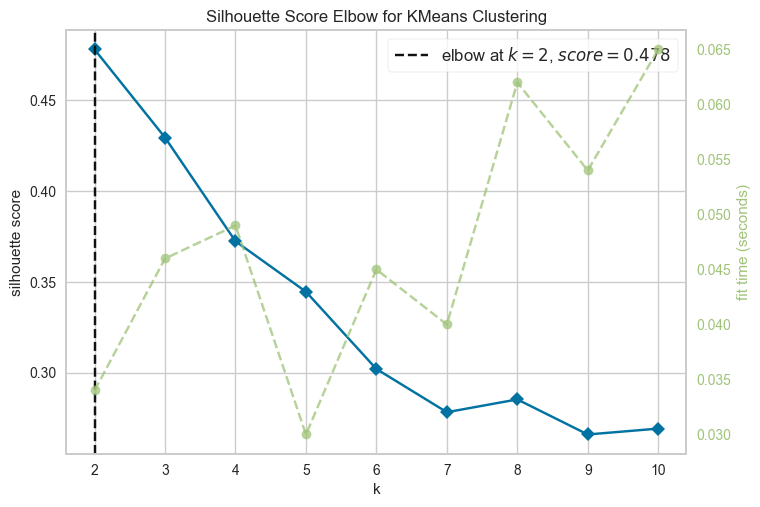 Silhouette Score Elbow for KMeans Clustering
elbow at k = 2, score = 0.478
0.45
0.40
0.35
0.30
silhouette score
0.065
0.060
0.055
0.050
0.045
0.040
0.035
0.030
fit time (seconds)
2 3 4 5 6 7 8 9 10
k